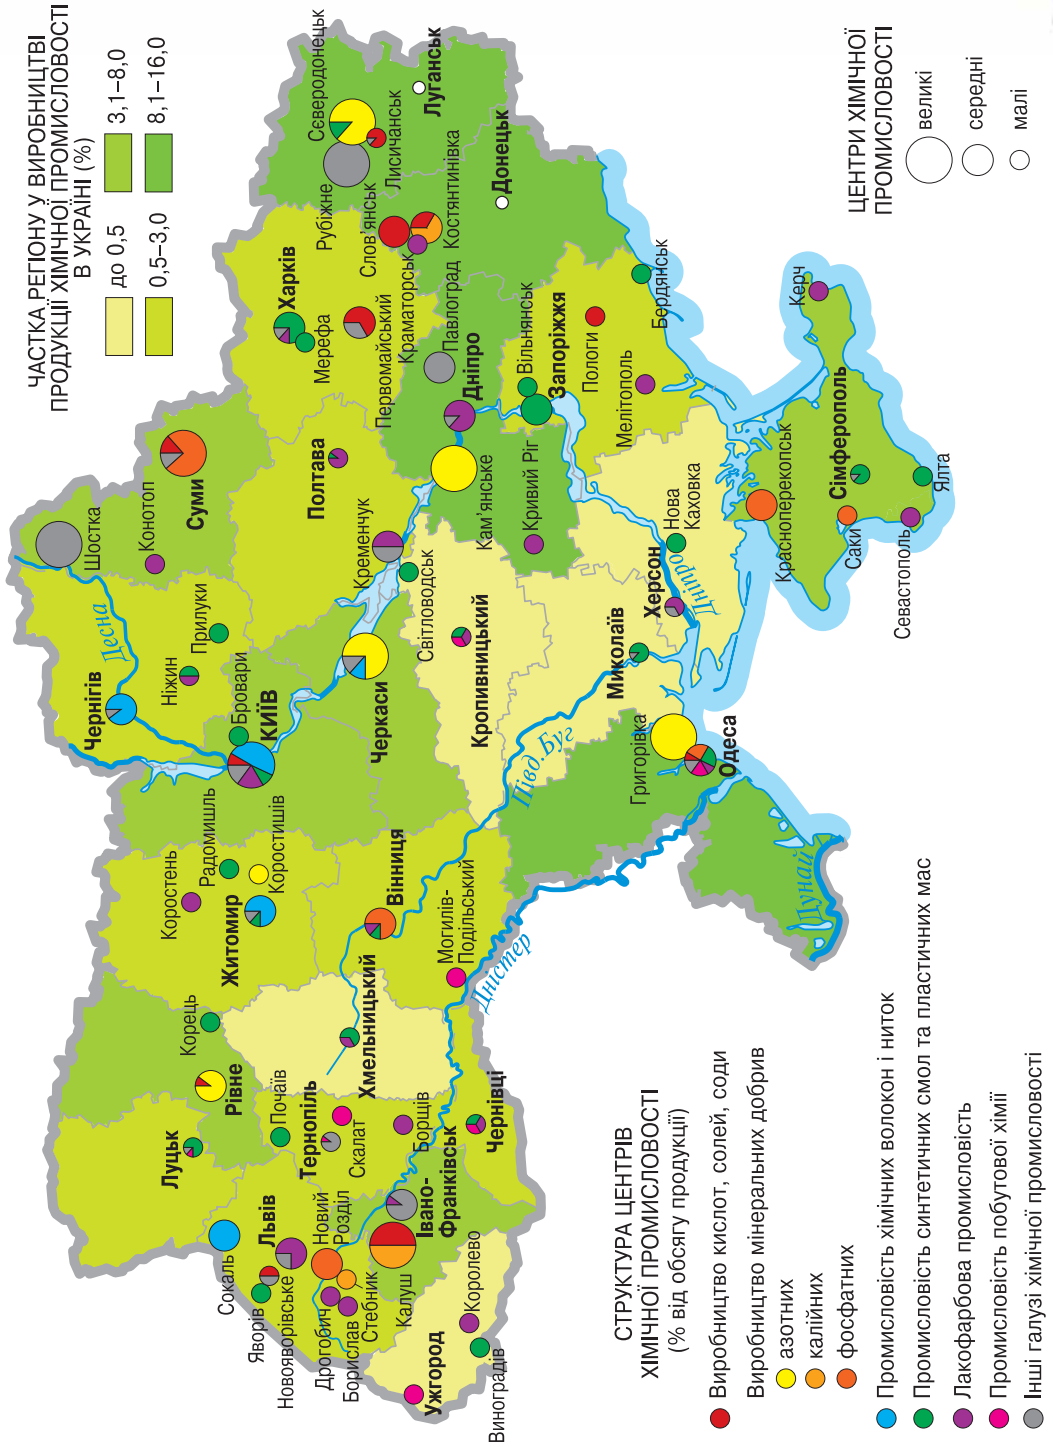 ЧАСТКА РЕГІОНУ У ВИРОБНИЦТВІ
ПРОДУКЦІЇ ХІМІЧНОЇ ПРОМИСЛОВОСТІ
В УКРАЇНІ (%)
до 0,5
3,1–8,0
0,5–3,0
8,1–16,0
ЦЕНТРИ ХІМІЧНОЇ
ПРОМИСЛОВОСТІ
великі
середні
малі
Шостка
Конотоп
Суми
Десна
Чернігів
Ніжин
Прилуки
Бровари
КИЇВ
Полтава
Кременчук
Харків
Мерефа
Первомайський
Рубіжне
Сєверодонецьк
Лисичанськ
Луганськ
Слов'янськ
Краматорськ
Костянтинівка
Донецьк
Павлоград
Дніпро
Кам'янське
Кривий Ріг
Вільнянськ
Запоріжжя
Пологи
Мелітополь
Бердянськ
Світловодськ
Кропивницький
Черкаси
Коростень
Радомишль
Коростишів
Житомир
Вінниця
Могилів-
Подільський
Півден. Буг
Миколаїв
Херсон
Нова
Каховка
Дніпро
Григорівка
Одеса
Дунай
Дністер
Красноперекопськ
Саки
Сімферополь
Севастополь
Ялта
Керч
Корець
Рівне
Луцьк
Почаїв
Тернопіль
Скалат
Борщів
Хмельницький
Чернівці
Сокаль
Львів
Яворів
Новояворівське
Новий
Розділ
Дрогобич
Борислав
Стебник
Калуш
Івано-
Франківськ
Ужгород
Королево
Виноградів
СТРУКТУРА ЦЕНТРІВ
ХІМІЧНОЇ ПРОМИСЛОВОСТІ
(% від обсягу продукції)
Виробництво кислот, солей, соди
Виробництво мінеральних добрив
азотних
калійних
фосфатних
Промисловість хімічних волокон і ниток
Промисловість синтетичних смол та пластичних мас
Лакофарбова промисловість
Промисловість побутової хімії
Інші галузі хімічної промисловості